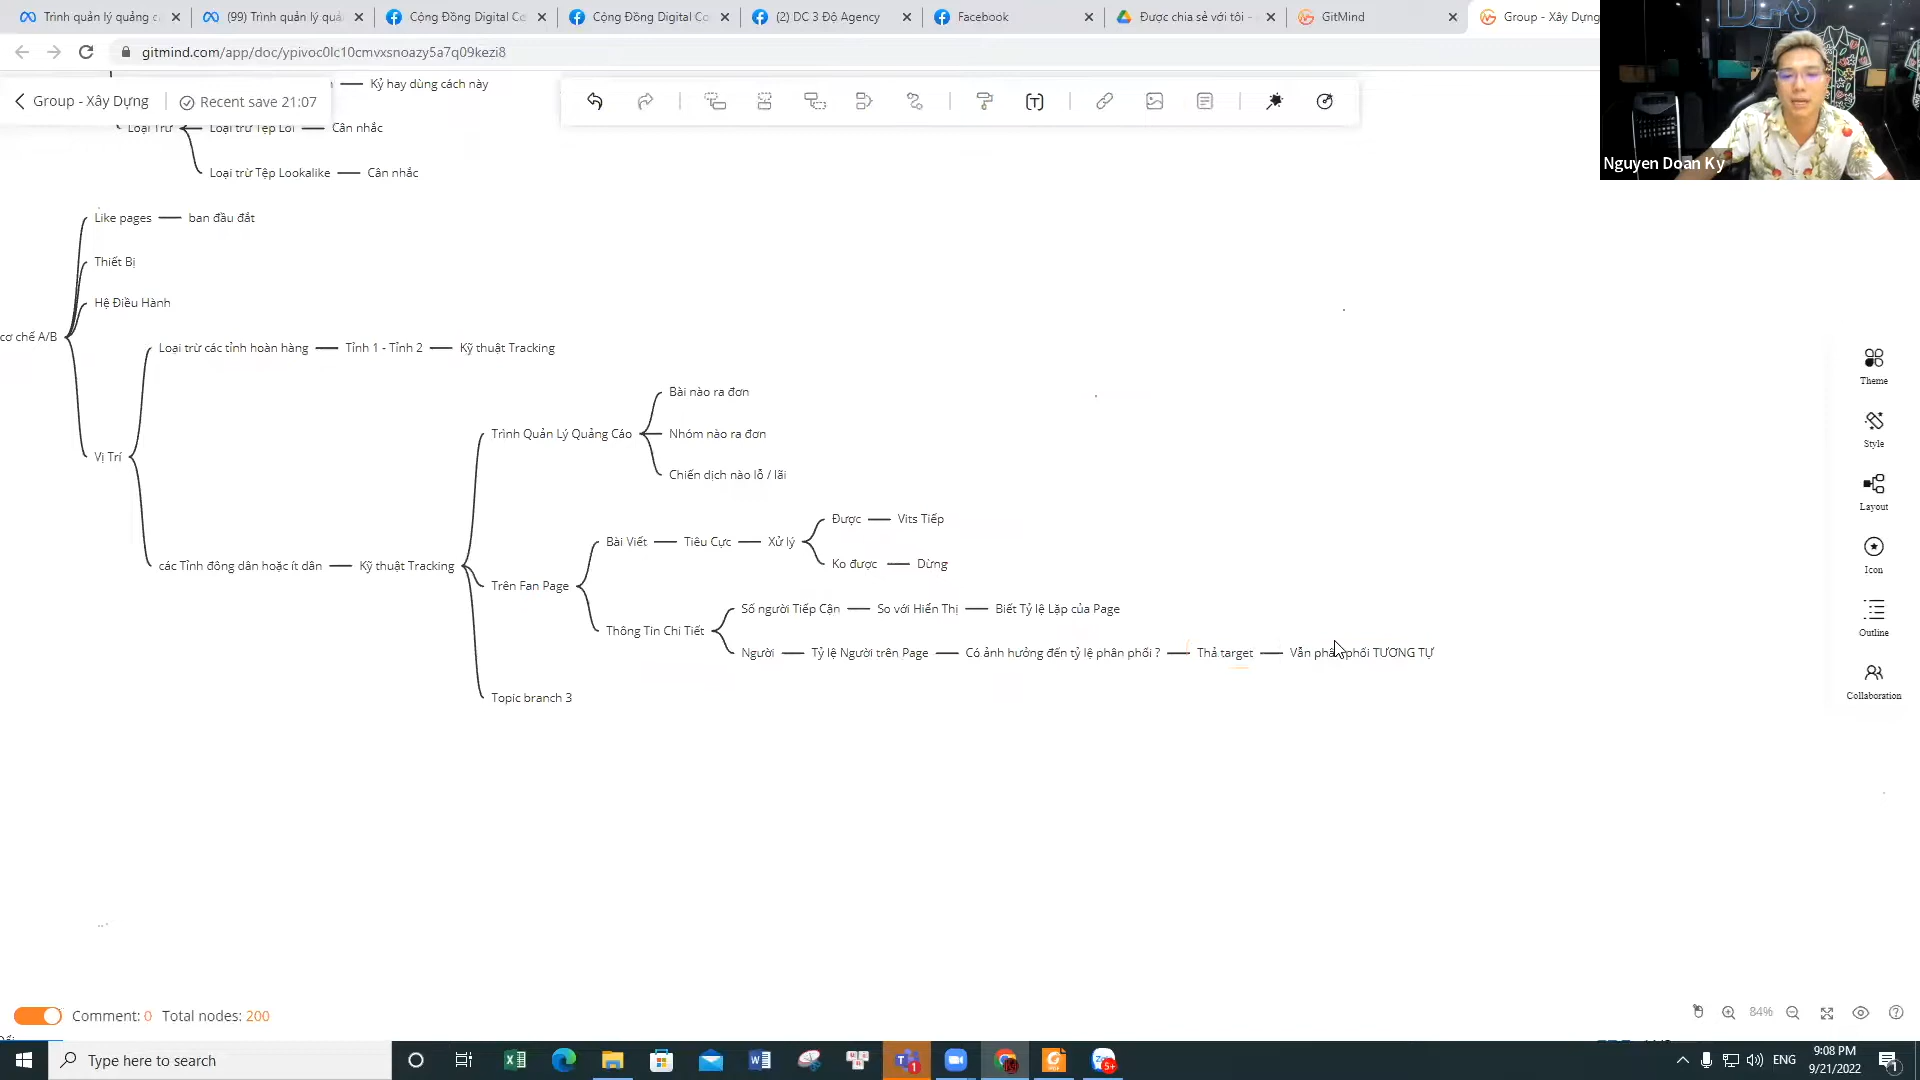 Trình quản lý quảng c
(99) Trình quản lý quả
Cộng Đồng Digital Co
Cộng Đồng Digital Co
(2) DC 3 Độ Agency
Facebook
Được chia sẻ với tôi -
GitMind
Group - Xây Dựng
gitmind.com/app/doc/ypivoc0lc10cmvxsnoazy5a7q09kezi8
Kỷ hay dùng cách này
Group - Xây Dựng
Recent save 21:07
Loại Trừ
Loại trừ Tệp Lõi
Cân nhắc
Nguyen Doan Ky
Loại trừ Tệp Lookalike
Cân nhắc
Like pages
ban đầu đắt
Thiết Bị
Hệ Điều Hành
cơ chế A/B
Loại trừ các tỉnh hoàn hàng
Tỉnh 1 - Tỉnh 2
Kỹ thuật Tracking
Theme
Bài nào ra đơn
Trình Quản Lý Quảng Cáo
Nhóm nào ra đơn
Style
Vị Trí
Chiến dịch nào lỗ / lãi
Layout
Được
Vits Tiếp
Bài Viết
Tiêu Cực
Xử lý
các Tỉnh đông dân hoặc ít dân
Kỹ thuật Tracking
Ko được
Dừng
Icon
Trên Fan Page
Số người Tiếp Cận
So với Hiển Thị
Biết Tỷ lệ Lặp của Page
Thông Tin Chi Tiết
Outline
Người
Tỷ lệ Người trên Page
Có ảnh hưởng đến tỷ lệ phân phối ?
Thả target
Vẫn phân phối TƯƠNG TỰ
Topic branch 3
Collaboration
Comment: 0
Total nodes: 200
84%
Type here to search
ENG
9:08 PM
9/21/2022